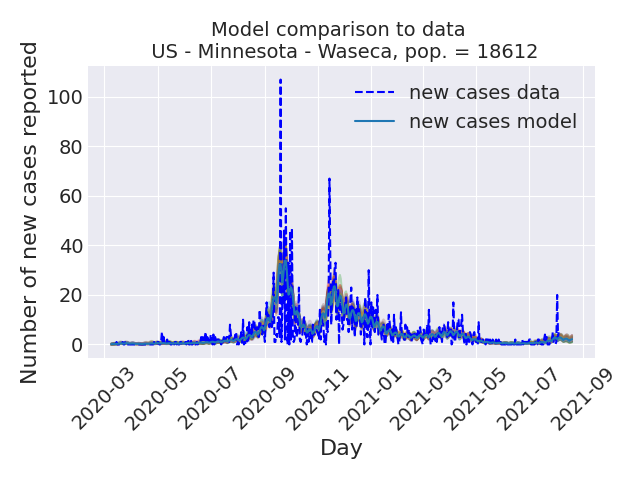 Model comparison to data
US - Minnesota - Waseca, pop. = 18612
Number of new cases reported
100
80
60
40
20
0
new cases data
new cases model
2020-03
2020-05
2020-07
2020-09
2020-11
2021-01
2021-03
2021-05
2021-07
2021-09
Day